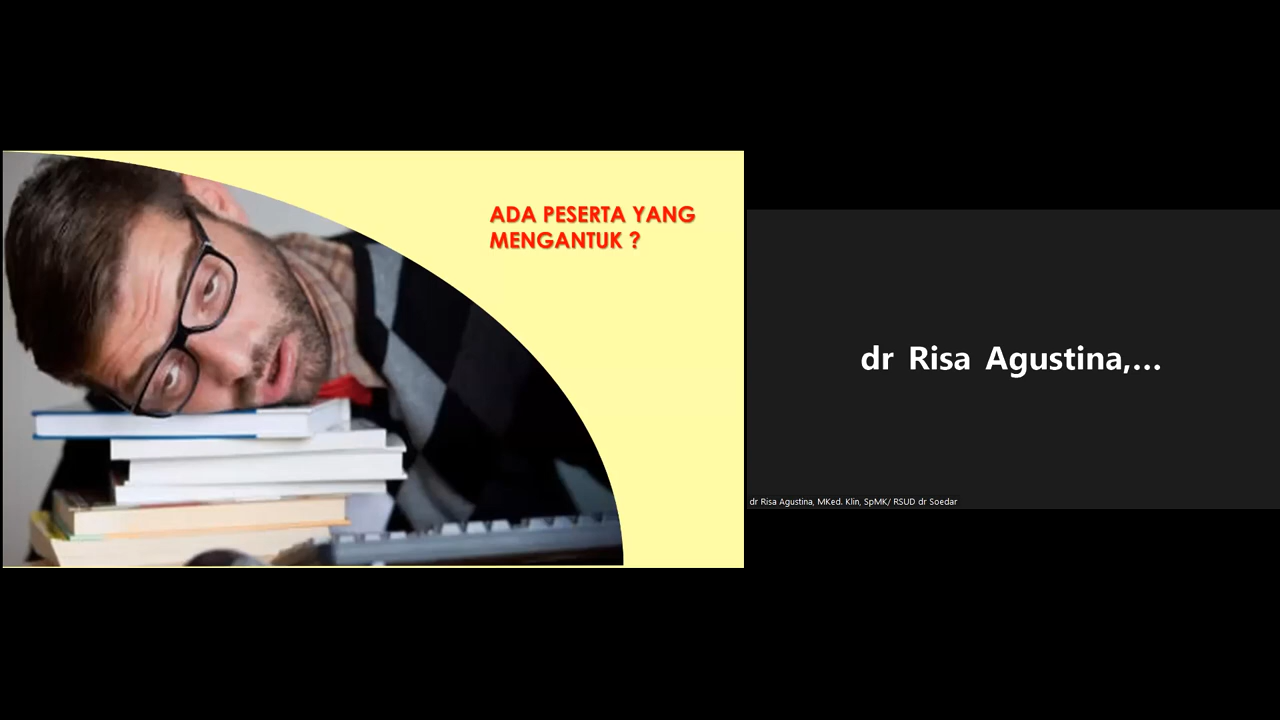 ADA PESERTA YANG
MENGANTUK ?
dr Risa Agustina,...
dr Risa Agustina, MKed. Klin, SpMK/ RSUD dr Soedar